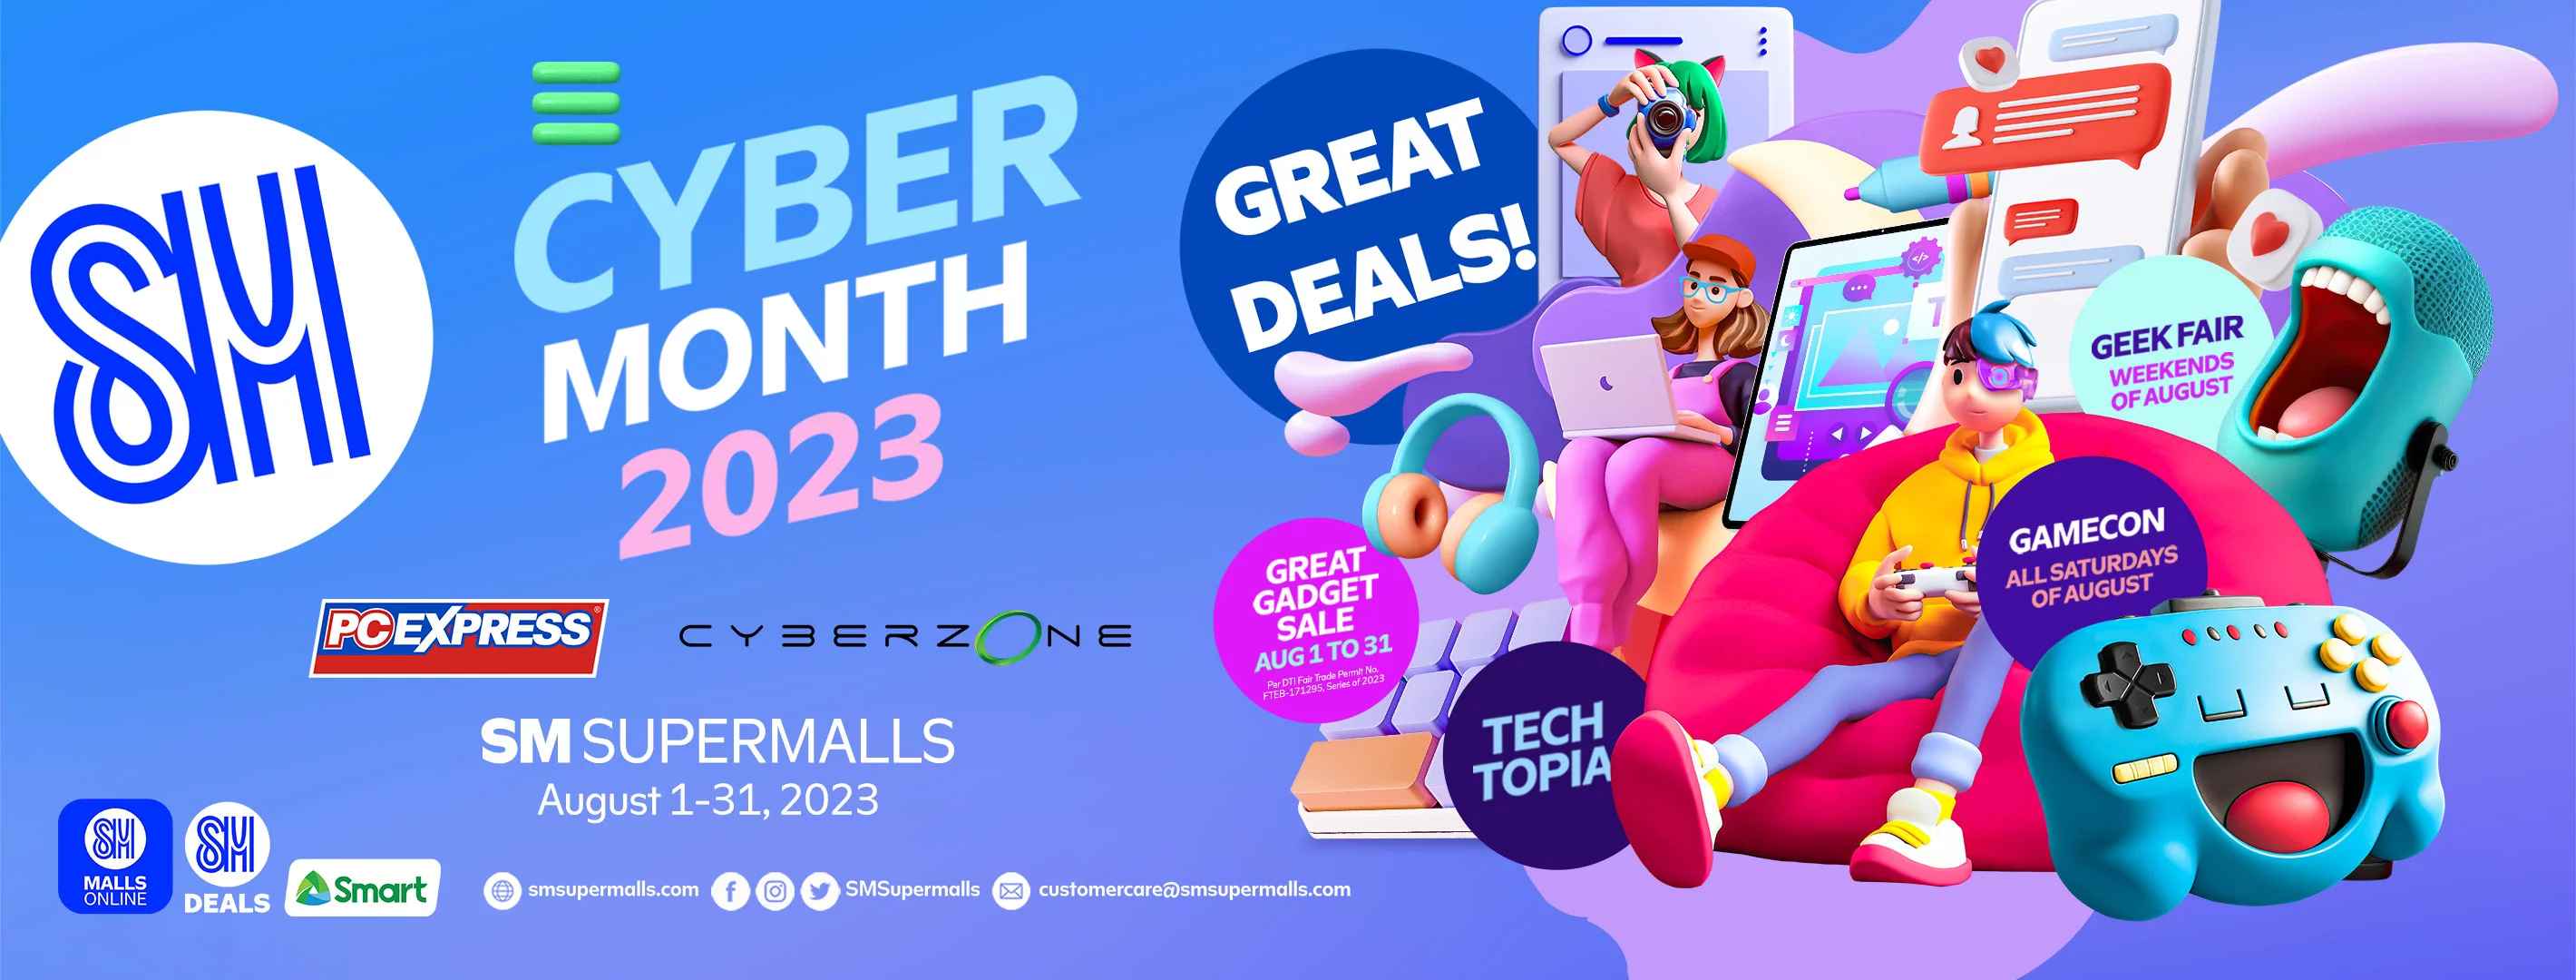 SM
CYBER
MONTH
2023
PCEXPRESS®
CYBERZONE
SM SUPERMALLS
August 1-31, 2023
SM
MALLS
ONLINE
SM
DEALS
Smart
smsupermalls.com
SMSupermalls
customercare@smsupermalls.com
GREAT
DEALS!
GREAT
GADGET
SALE
AUG 1 TO 31
Per DTI Fair Trade Permit No.
FTEB-171295, Series of 2023
TECH
TOPIA
GEEK FAIR
WEEKENDS
OF AUGUST
GAMECON
ALL SATURDAYS
OF AUGUST